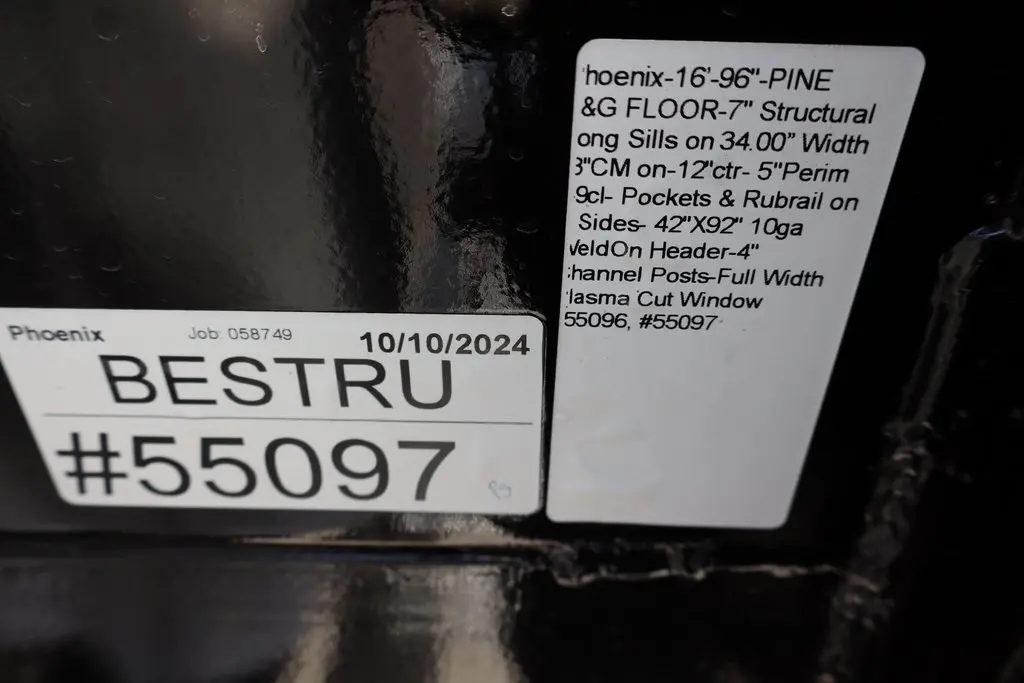 Phoenix Job: 058749 10/10/2024
BESTRU
#55097
hoenix-16'-96"-PINE
&G FLOOR-7" Structural
ong Sills on 34.00" Width
3"CM on-12"ctr- 5"Perim
9cl- Pockets & Rubrail on
Sides- 42"X92" 10ga
WeldOn Header-4"
hannel Posts-Full Width
lasma Cut Window
55096, #55097